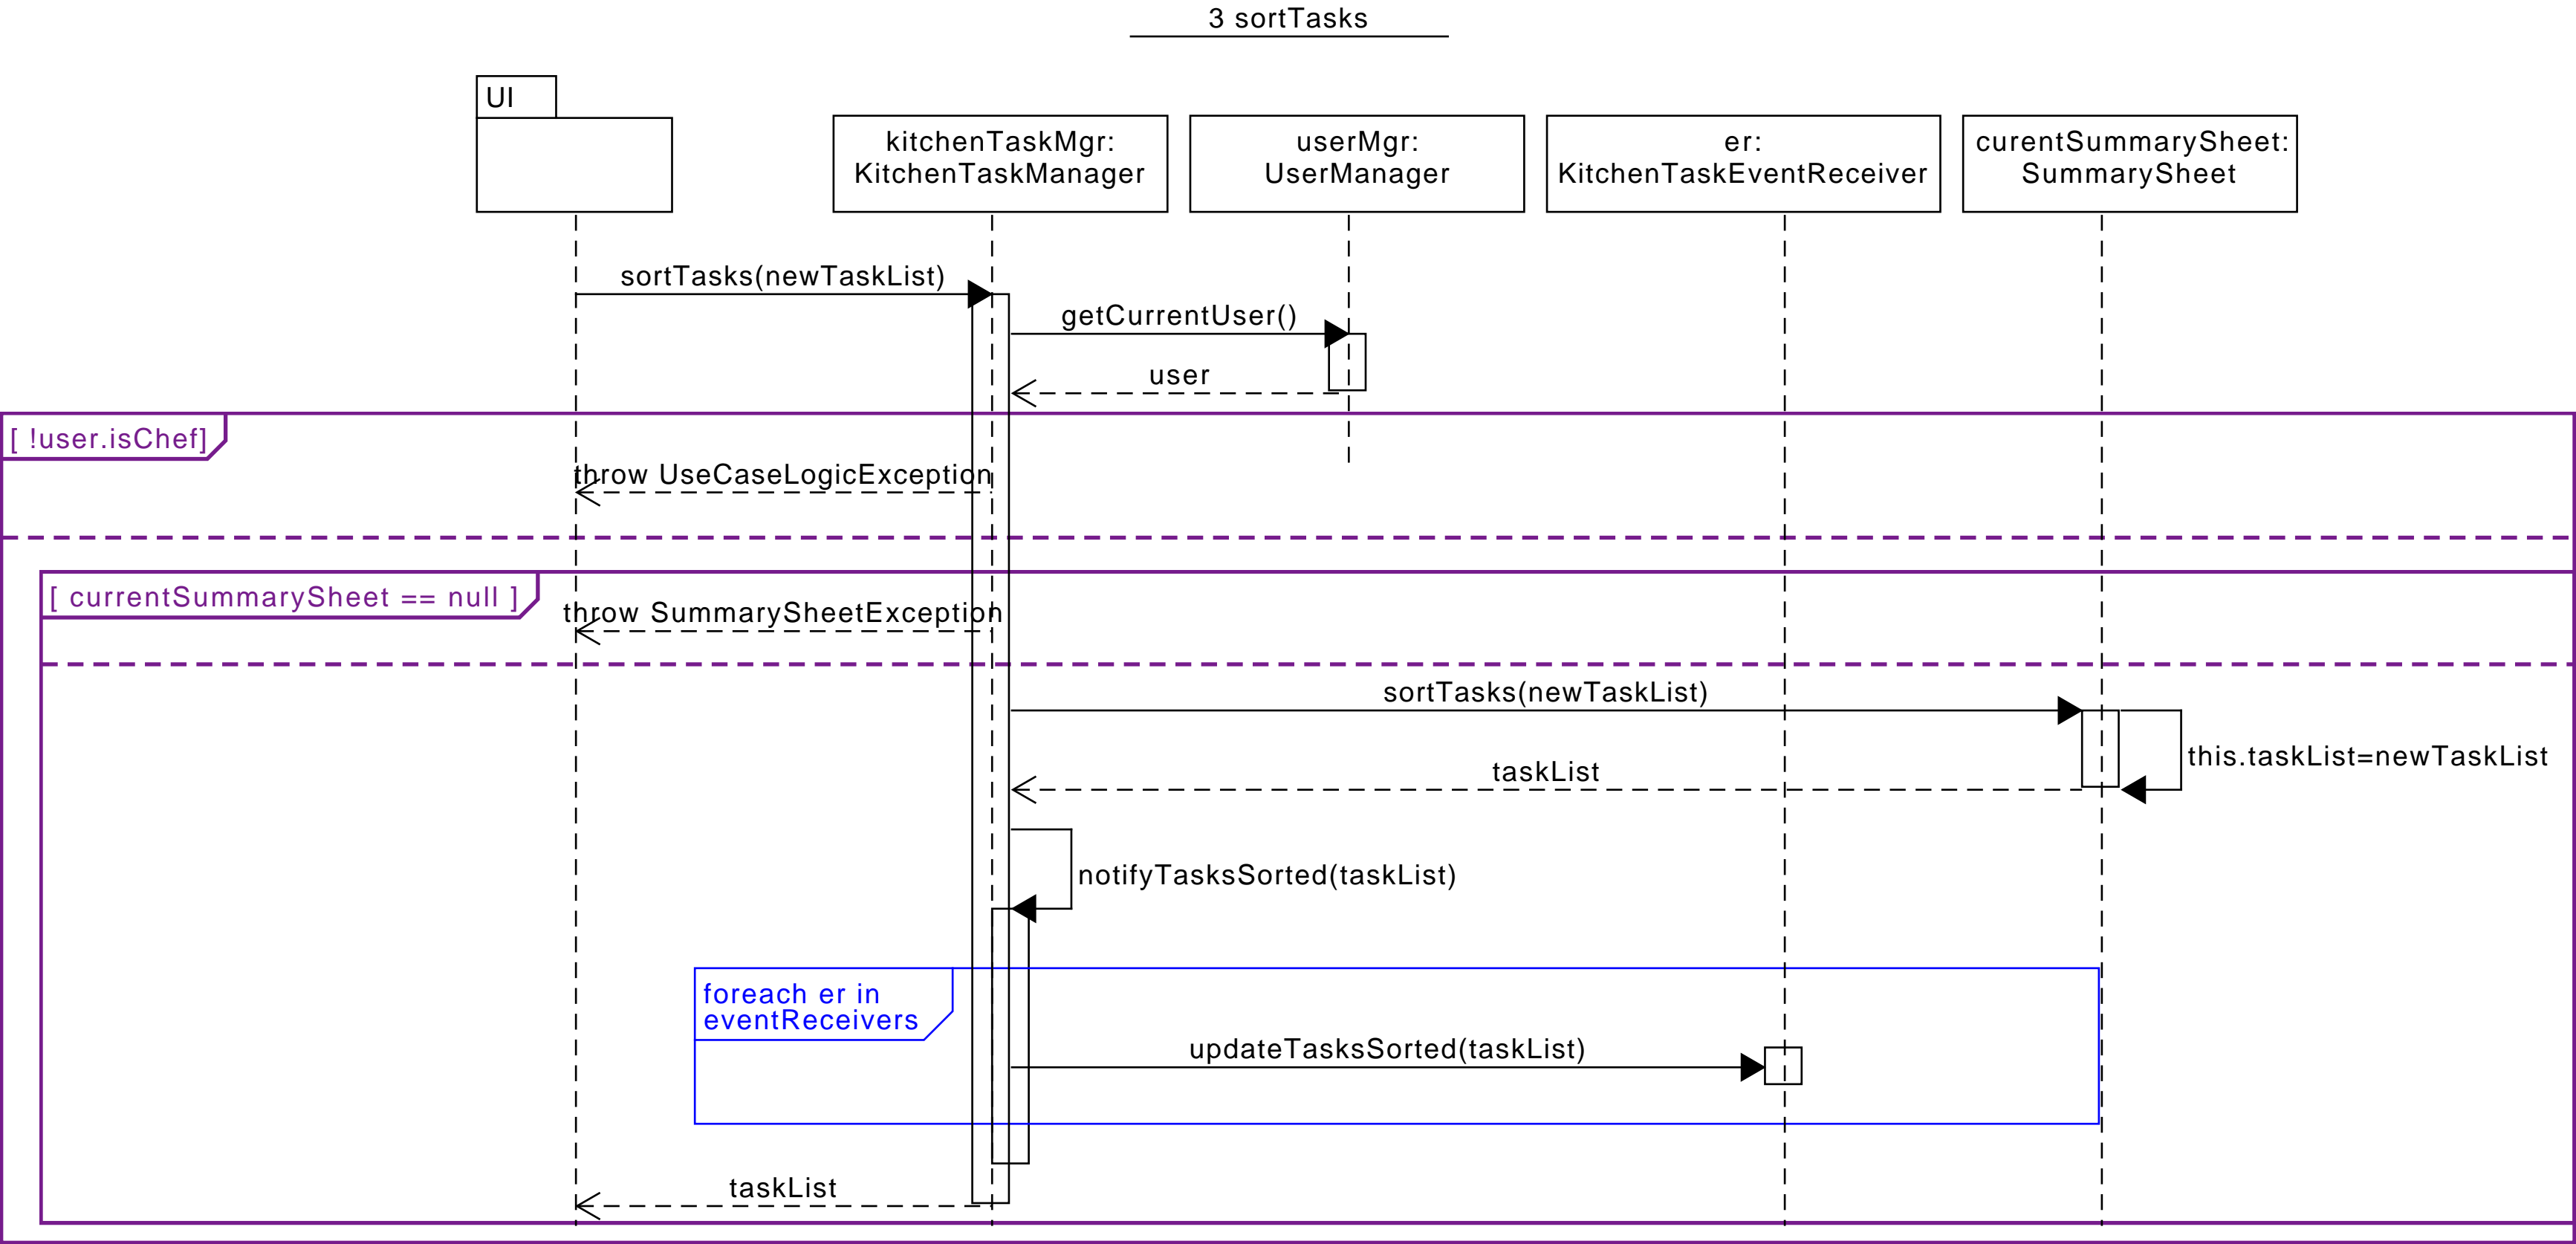 3 sortTasks
UI
kitchenTaskMgr:
KitchenTaskManager
userMgr:
UserManager
er:
KitchenTaskEventReceiver
curentSummarySheet:
SummarySheet
sortTasks(newTaskList)
getCurrentUser()
user
[ !user.isChef]
throw UseCaseLogicException
[ currentSummarySheet == null ]
throw SummarySheetException
sortTasks(newTaskList)
this.taskList=newTaskList
taskList
notifyTasksSorted(taskList)
foreach er in
eventReceivers
updateTasksSorted(taskList)
taskList